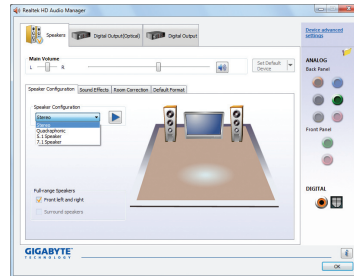 Realtek HD Audio Manager
Speakers
Digital Output(Optical)
Digital Output
Device advanced
settings
Main Volume
L
R
Set Default
Device
ANALOG
Back Panel
Speaker Configuration
Sound Effects
Room Correction
Default Format
Speaker Configuration
Stereo
Stereo
Quadraphonic
5.1 Speaker
7.1 Speaker
Front Panel
Full-range Speakers
Front left and right
Surround speakers
DIGITAL
GIGABYTE
TECHNOLOGY
OK